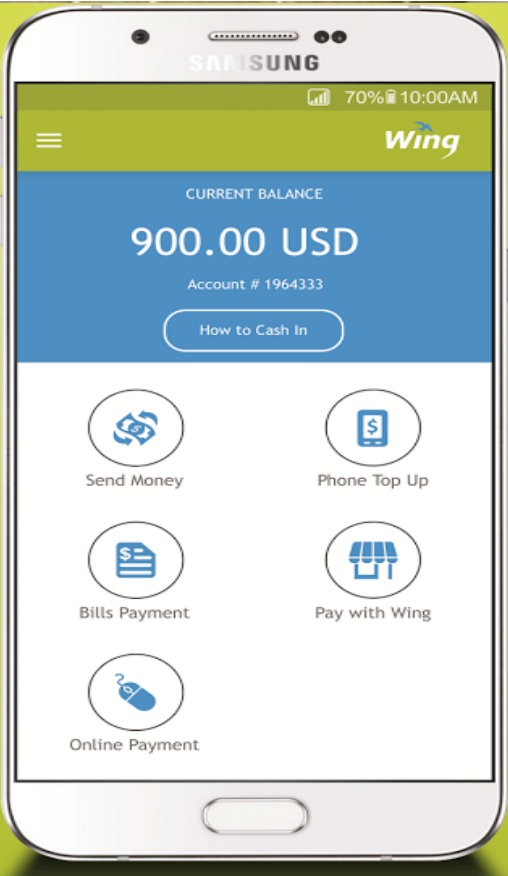 SAMSUNG
70% 10:00AM
Wing
CURRENT BALANCE
900.00 USD
Account # 1964333
How to Cash In
Send Money
Phone Top Up
Bills Payment
Pay with Wing
Online Payment